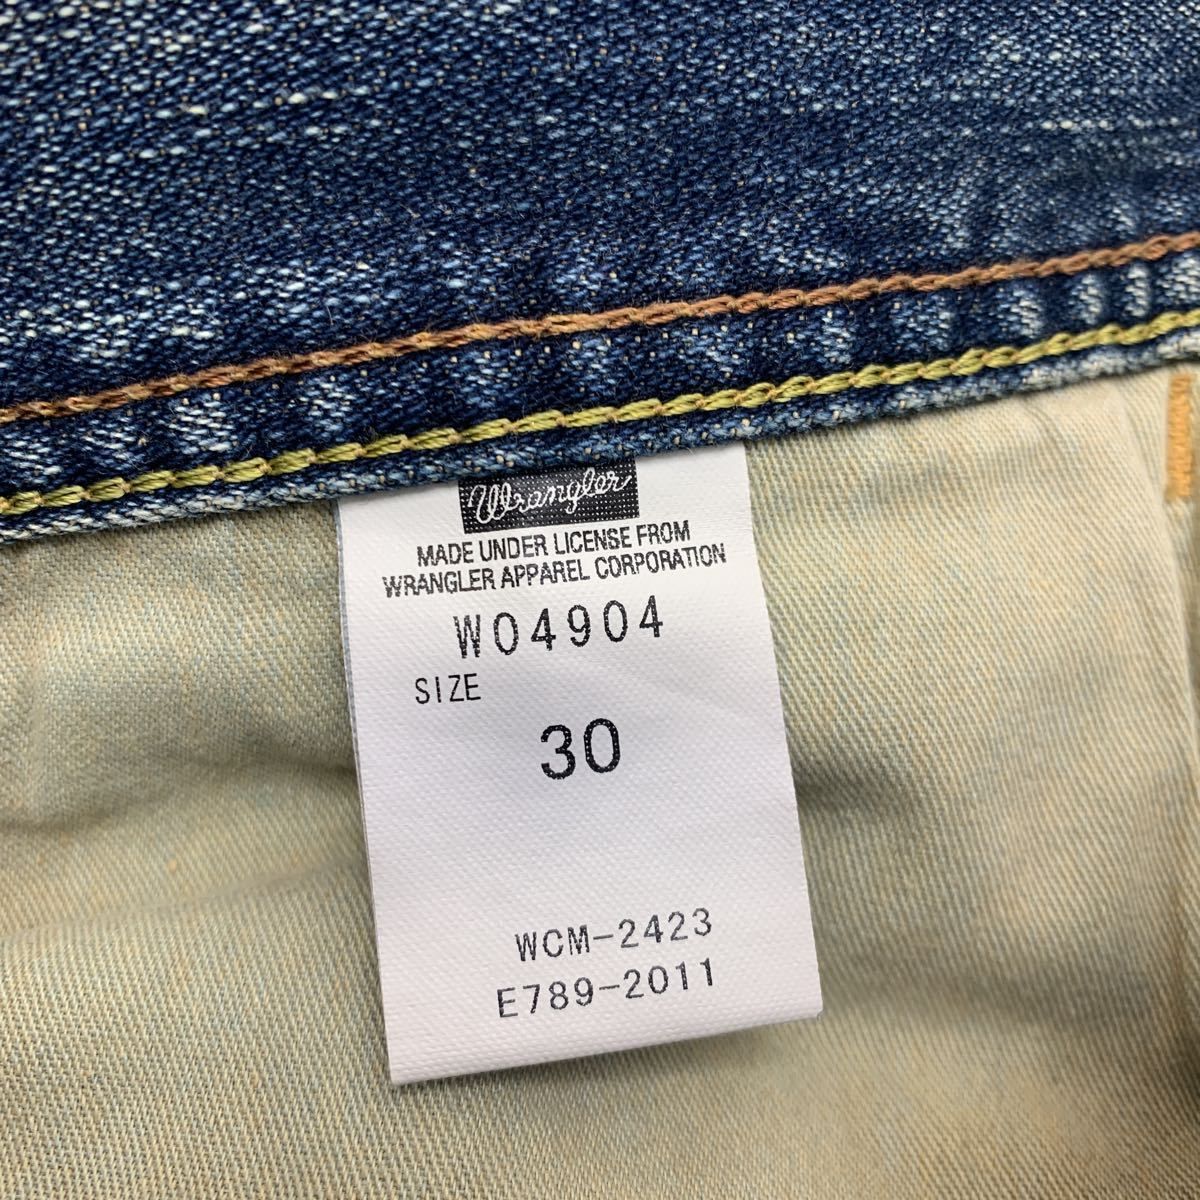 Wrangler
MADE UNDER LICENSE FROM
WRANGLER APPAREL CORPORATION
W04904
SIZE
30
WCM-2423
E789-2011